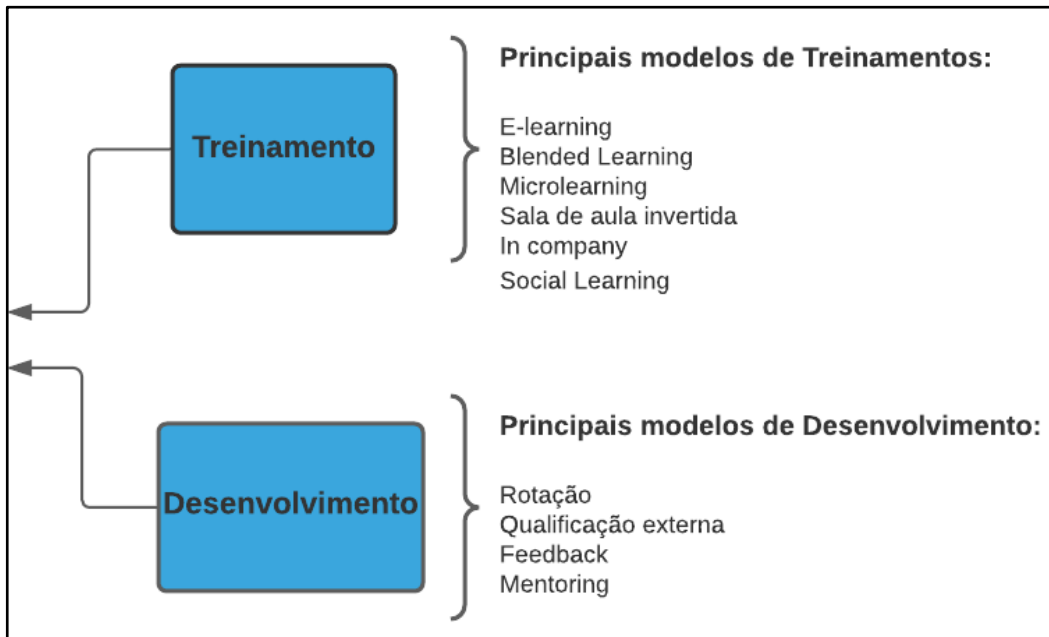 Treinamento
Principais modelos de Treinamentos:
E-learning
Blended Learning
Microlearning
Sala de aula invertida
In company
Social Learning
Desenvolvimento
Principais modelos de Desenvolvimento:
Rotação
Qualificação externa
Feedback
Mentoring